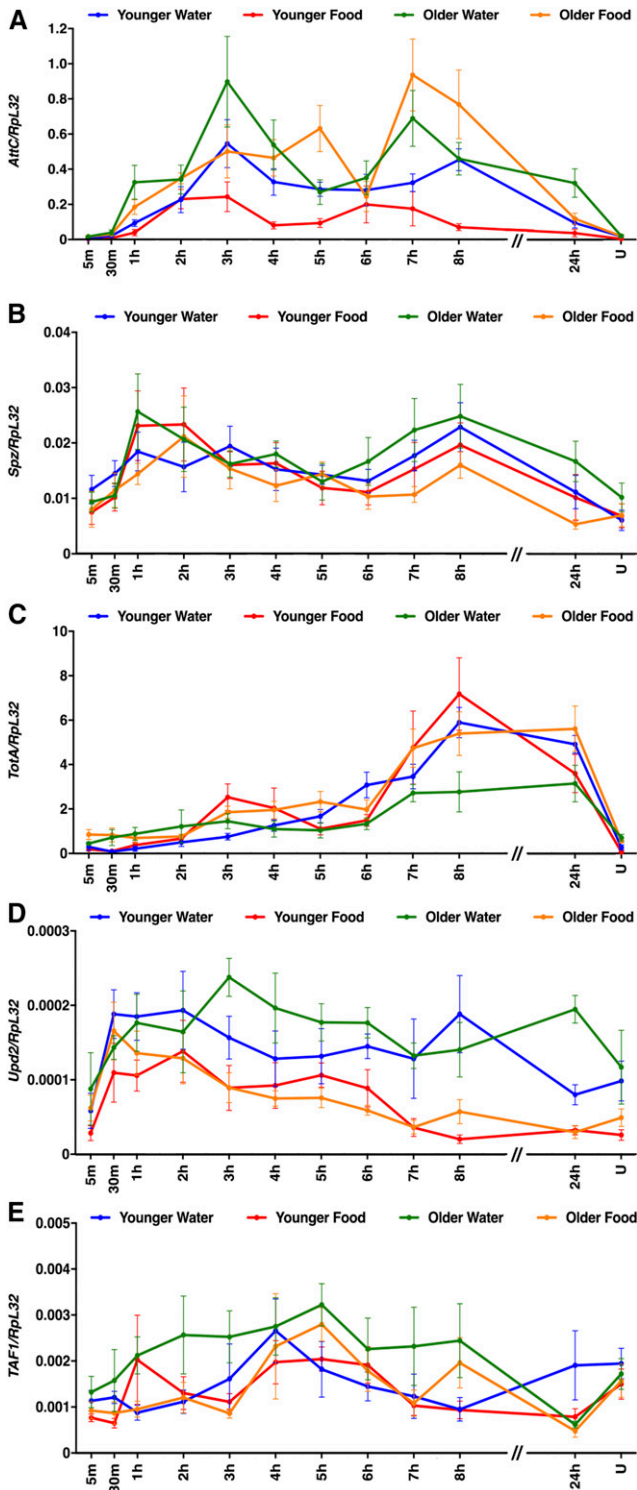 A
Younger Water Younger Food Older Water Older Food
AttC/RpL32
1.2
1.0
0.8
0.6
0.4
0.2
0
5m 30m 1h 2h 3h 4h 5h 6h 7h 8h // 24h U
B
Younger Water Younger Food Older Water Older Food
Spz/RpL32
0.04
0.03
0.02
0.01
0
5m 30m 1h 2h 3h 4h 5h 6h 7h 8h // 24h U
C
Younger Water Younger Food Older Water Older Food
TotA/RpL32
10
8
6
4
2
0
5m 30m 1h 2h 3h 4h 5h 6h 7h 8h // 24h U
D
Younger Water Younger Food Older Water Older Food
Upd2/RpL32
0.0003
0.0002
0.0001
0
5m 30m 1h 2h 3h 4h 5h 6h 7h 8h // 24h U
E
Younger Water Younger Food Older Water Older Food
TAF1/RpL32
0.005
0.004
0.003
0.002
0.001
0
5m 30m 1h 2h 3h 4h 5h 6h 7h 8h // 24h U